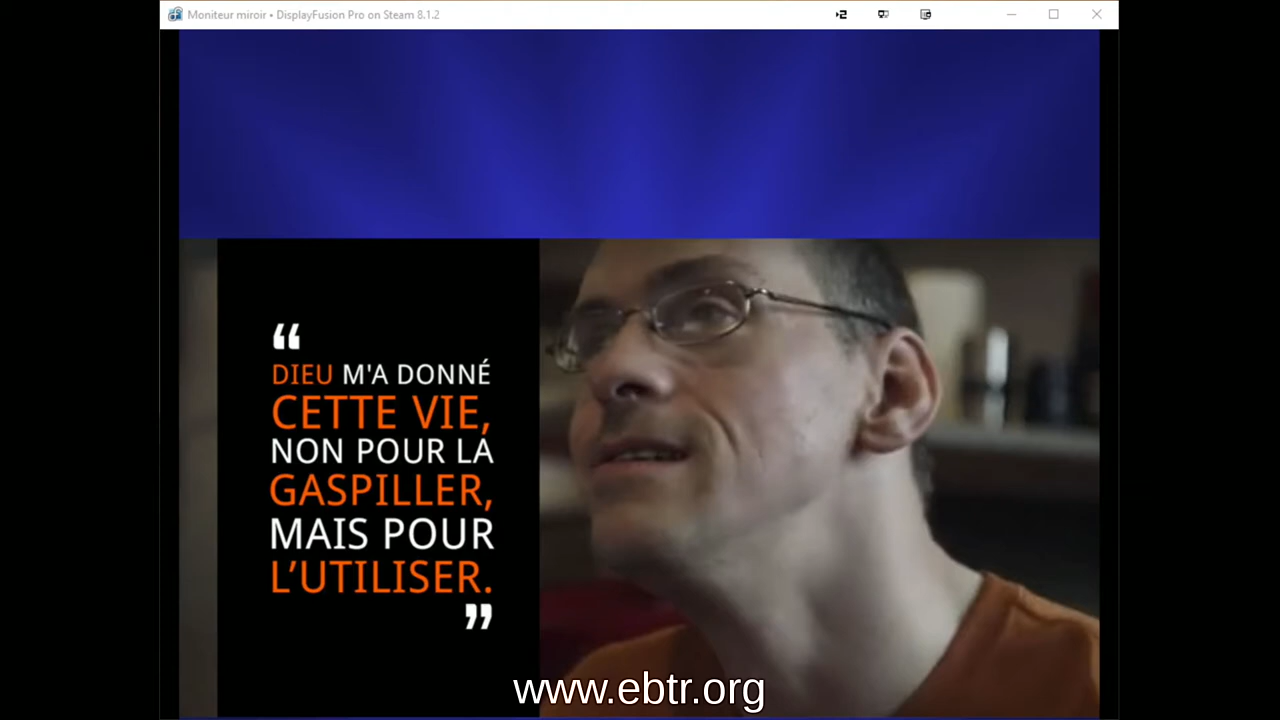 Moniteur miroir • DisplayFusion Pro on Steam 8.1.2
“
DIEU M'A DONNÉ
CETTE VIE,
NON POUR LA
GASPILLER,
MAIS POUR
L’UTILISER.
”
www.ebtr.org